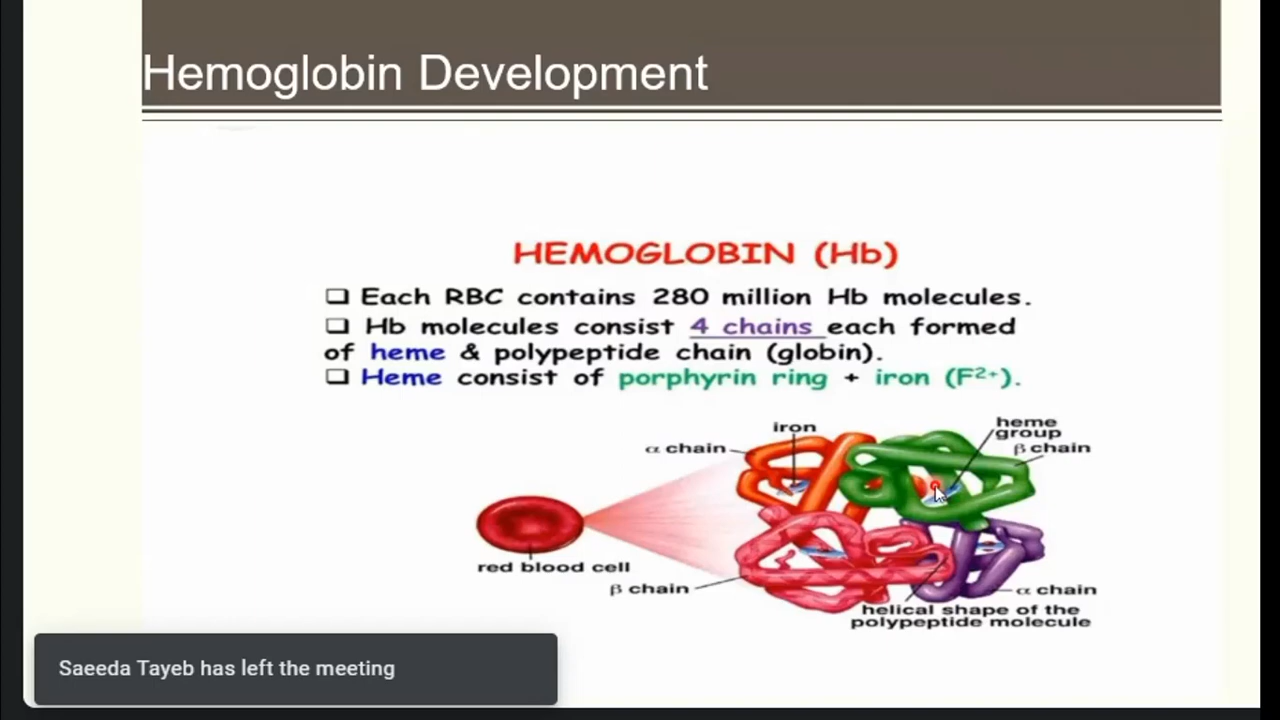 Hemoglobin Development
HEMOGLOBIN (Hb)
❑ Each RBC contains 280 million Hb molecules.
❑ Hb molecules consist 4 chains each formed
of heme & polypeptide chain (globin).
❑ Heme consist of porphyrin ring + iron (F²⁺).
iron
heme
group
α chain
β chain
red blood cell
β chain
α chain
helical shape of the
polypeptide molecule
Saeeda Tayeb has left the meeting